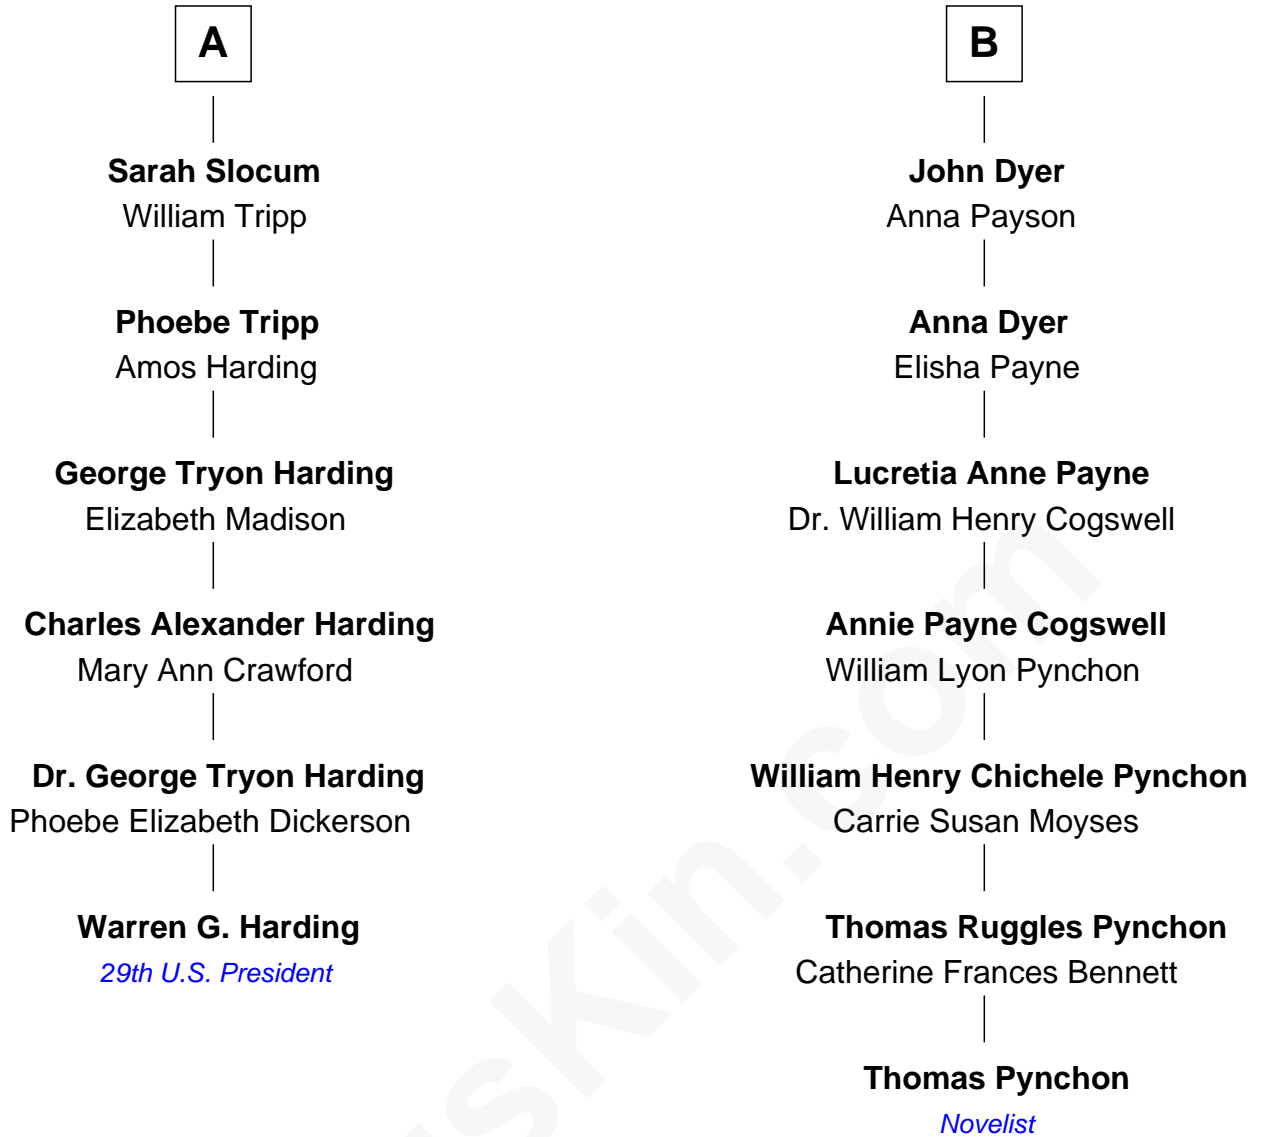 A
Sarah Slocum
William Tripp
Phoebe Tripp
Amos Harding
George Tryon Harding
Elizabeth Madison
Charles Alexander Harding
Mary Ann Crawford
Dr. George Tryon Harding
Phoebe Elizabeth Dickerson
Warren G. Harding
29th U.S. President
B
John Dyer
Anna Payson
Anna Dyer
Elisha Payne
Lucretia Anne Payne
Dr. William Henry Cogswell
Annie Payne Cogswell
William Lyon Pynchon
William Henry Chichele Pynchon
Carrie Susan Moyses
Thomas Ruggles Pynchon
Catherine Frances Bennett
Thomas Pynchon
Novelist